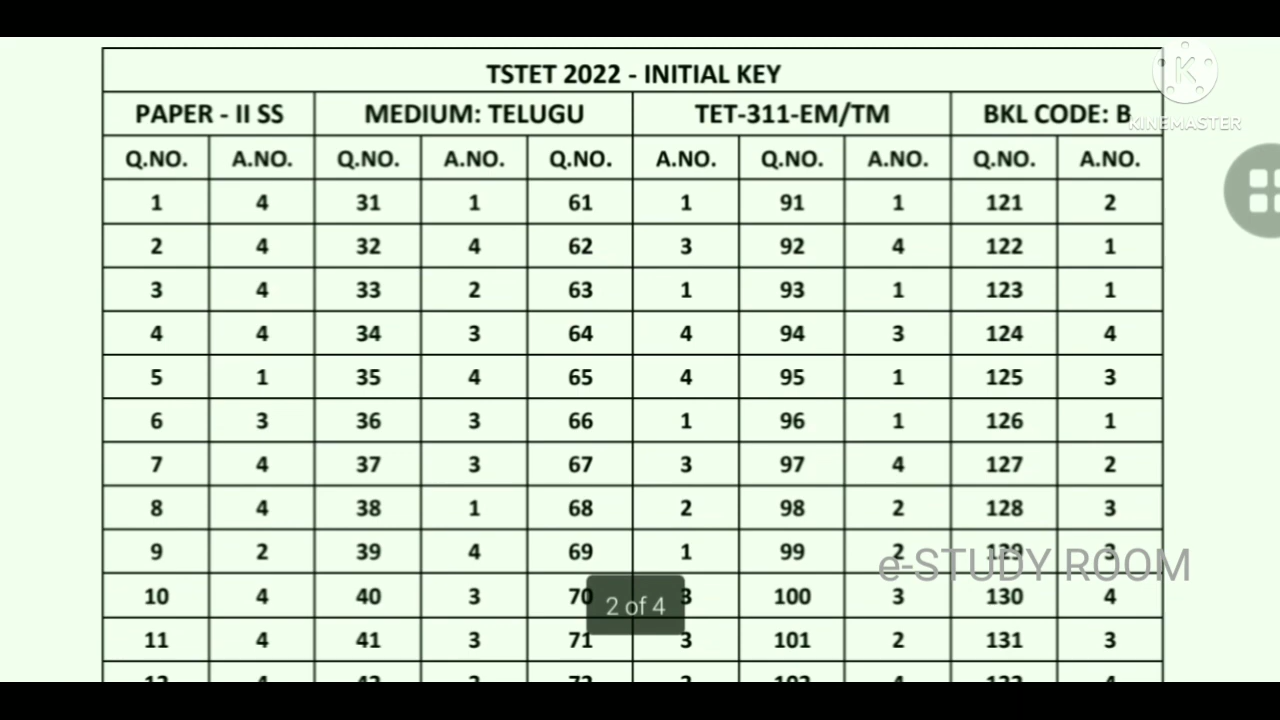 TSTET 2022 - INITIAL KEY
PAPER - II SS MEDIUM: TELUGU TET-311-EM/TM BKL CODE: B
KINEMASTER
Q.NO. A.NO. Q.NO. A.NO. Q.NO. A.NO. Q.NO. A.NO. Q.NO. A.NO.
1 4 31 1 61 1 91 1 121 2
2 4 32 4 62 3 92 4 122 1
3 4 33 2 63 1 93 1 123 1
4 4 34 3 64 4 94 3 124 4
5 1 35 4 65 4 95 1 125 3
6 3 36 3 66 1 96 1 126 1
7 4 37 3 67 3 97 4 127 2
8 4 38 1 68 2 98 2 128 3
9 2 39 4 69 1 99 2 129 3
e-STUDY ROOM
10 4 40 3 70 3 100 3 130 4
2 of 4
11 4 41 3 71 3 101 2 131 3